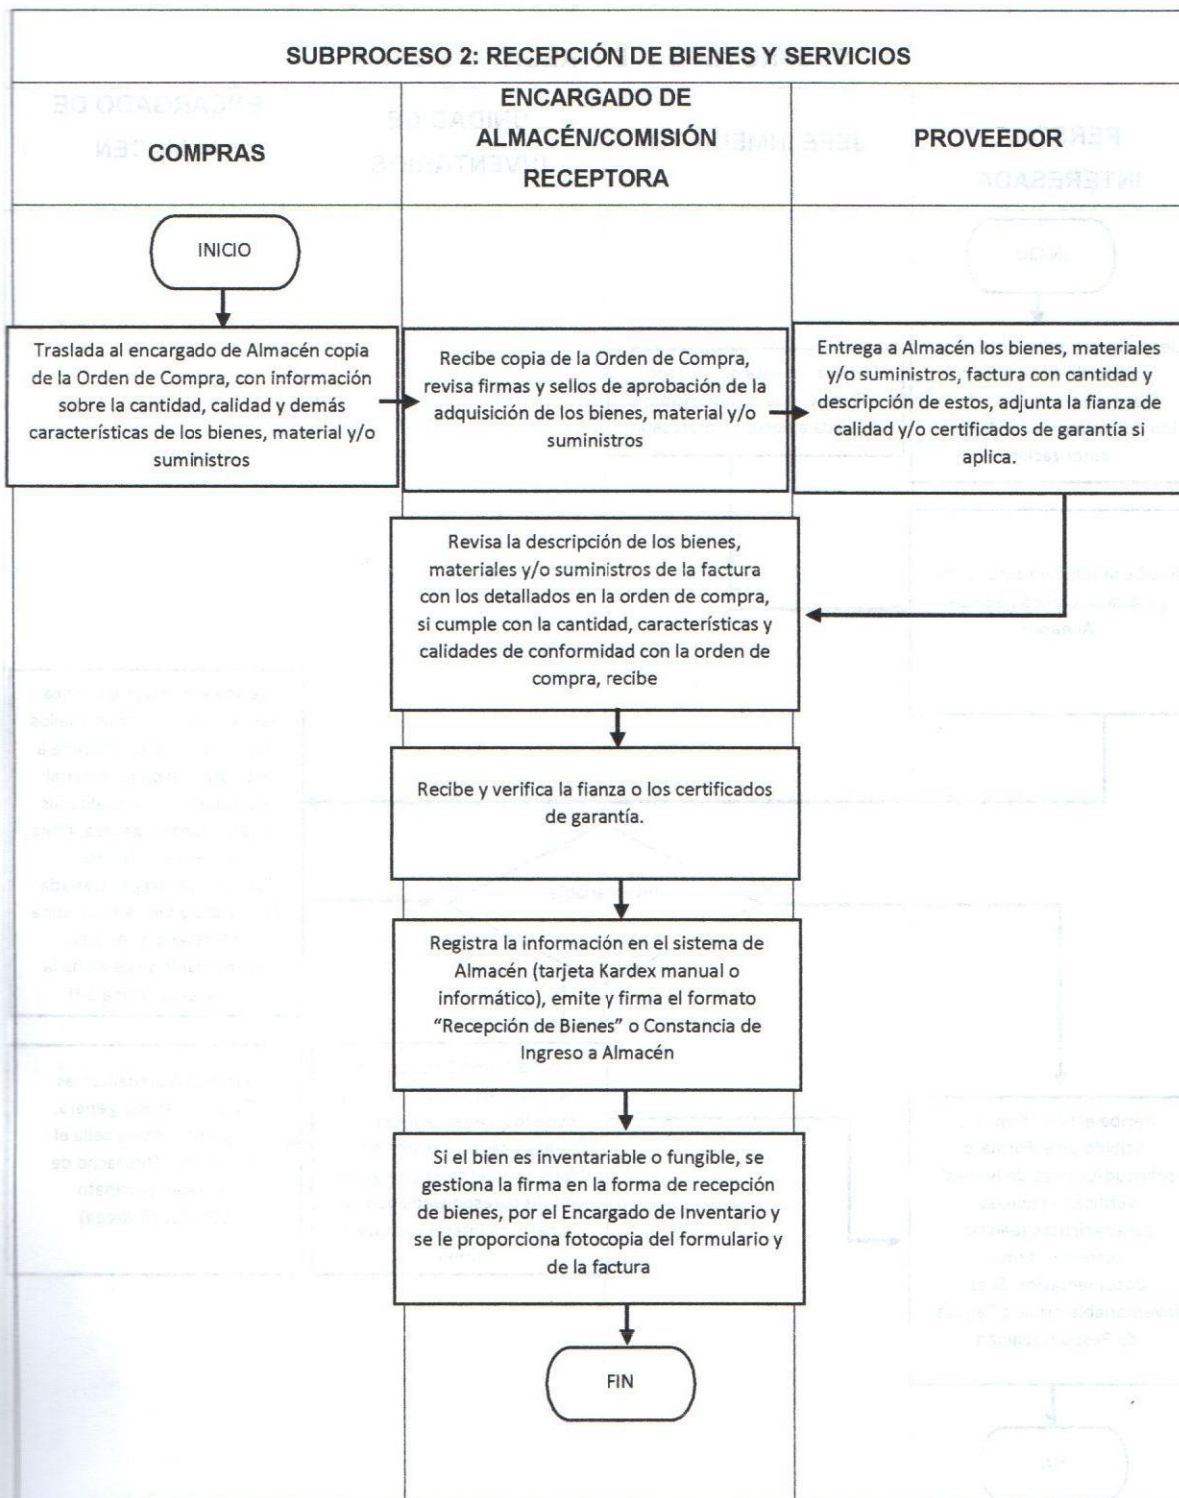 SUBPROCESO 2: RECEPCIÓN DE BIENES Y SERVICIOS
COMPRAS
ENCARGADO DE
ALMACÉN/COMISIÓN
RECEPTORA
PROVEEDOR
INICIO
Traslada al encargado de Almacén copia
de la Orden de Compra, con información
sobre la cantidad, calidad y demás
características de los bienes, material y/o
suministros
Recibe copia de la Orden de Compra,
revisa firmas y sellos de aprobación de la
adquisición de los bienes, material y/o
suministros
Entrega a Almacén los bienes, materiales
y/o suministros, factura con cantidad y
descripción de estos, adjunta la fianza de
calidad y/o certificados de garantía si
aplica.
Revisa la descripción de los bienes,
materiales y/o suministros de la factura
con los detallados en la orden de compra,
si cumple con la cantidad, características y
calidades de conformidad con la orden de
compra, recibe
Recibe y verifica la fianza o los certificados
de garantía.
Registra la información en el sistema de
Almacén (tarjeta Kardex manual o
informático), emite y firma el formato
“Recepción de Bienes” o Constancia de
Ingreso a Almacén
Si el bien es inventariable o fungible, se
gestiona la firma en la forma de recepción
de bienes, por el Encargado de Inventario y
se le proporciona fotocopia del formulario y
de la factura
FIN